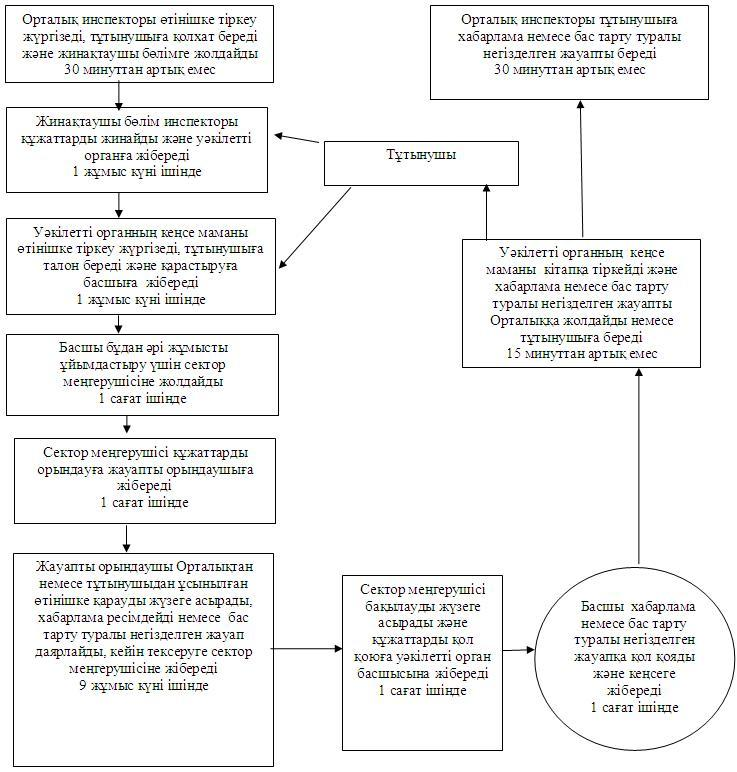 Орталық инспекторы өтінішке тіркеу
жүргізеді, тұтынушыға қолхат береді
және жинақтаушы бөлімге жолдайды
30 минуттан артық емес
Орталық инспекторы тұтынушыға
хабарлама немесе бас тарту туралы
негізделген жауапты береді
30 минуттан артық емес
Жинақтаушы бөлім инспекторы
құжаттарды жинайды және уәкілетті
органға жібереді
1 жұмыс күні ішінде
Тұтынушы
Уәкілетті органның кеңсе маманы
өтінішке тіркеу жүргізеді, тұтынушыға
талон береді және қарастыруға
басшыға жібереді
1 жұмыс күні ішінде
Уәкілетті органның кеңсе
маманы кітапқа тіркейді және
хабарлама немесе бас тарту
туралы негізделген жауапты
Орталыққа жолдайды немесе
тұтынушыға береді
15 минуттан артық емес
Басшы бұдан әрі жұмысты
ұйымдастыру үшін сектор
меңгерушісіне жолдайды
1 сағат ішінде
Сектор меңгерушісі құжаттарды
орындауға жауапты орындаушыға
жібереді
1 сағат ішінде
Жауапты орындаушы Орталықтан
немесе тұтынушыдан ұсынылған
өтінішке қарауды жүзеге асырады,
хабарлама ресімдейді немесе бас
тарту туралы негізделген жауап
даярлайды, кейін тексеруге сектор
меңгерушісіне жібереді
9 жұмыс күні ішінде
Сектор меңгерушісі
бақылауды жүзеге
асырады және
құжаттарды қол
қоюға уәкілетті орган
басшысына жібереді
1 сағат ішінде
Басшы хабарлама
немесе бас тарту
туралы негізделген
жауапқа қол қояды
және кеңсеге
жібереді
1 сағат ішінде